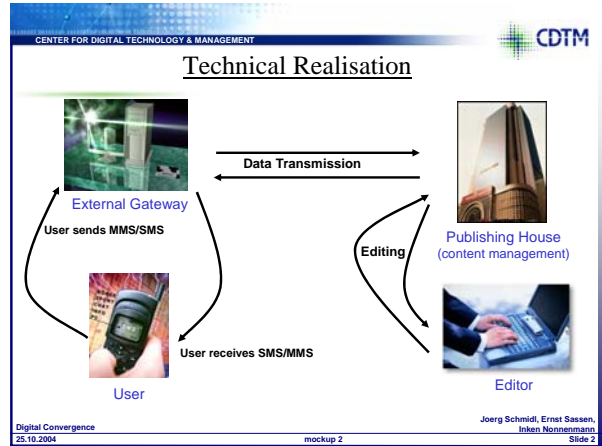 CENTER FOR DIGITAL TECHNOLOGY & MANAGEMENT
CDTM
Technical Realisation
Data Transmission
External Gateway
User sends MMS/SMS
Editing
Publishing House
(content management)
User receives SMS/MMS
User
Editor
Digital Convergence
25.10.2004
mockup 2
Joerg Schmidl, Ernst Sassen,
Inken Nonnenmann
Slide 2